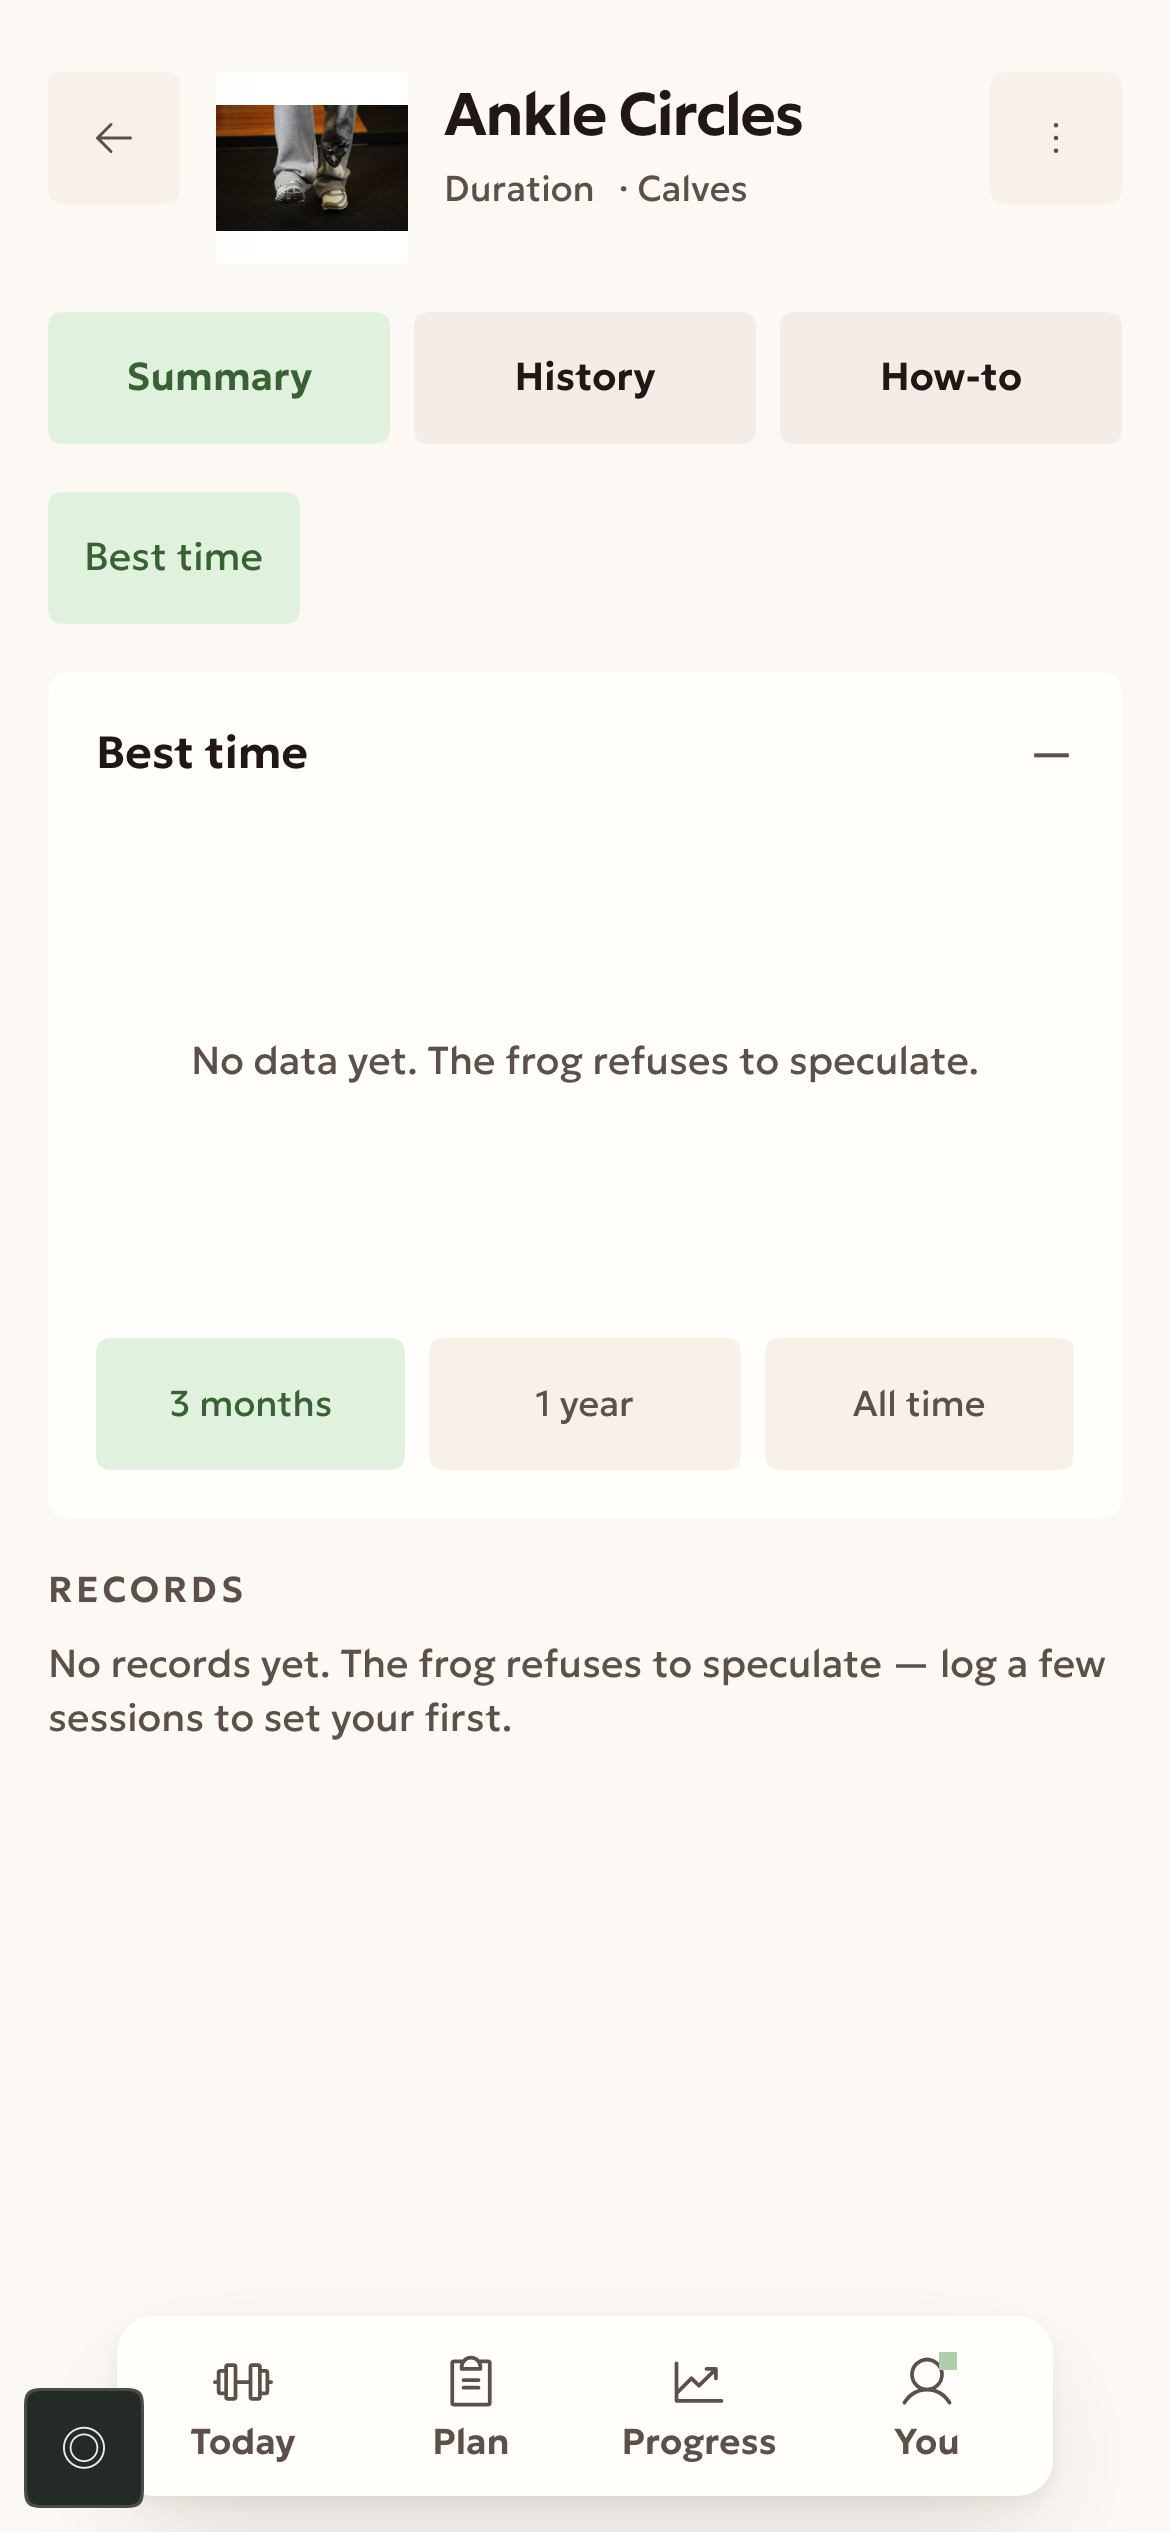 Ankle Circles
Duration · Calves
Summary
History
How-to
Best time
Best time
—
No data yet. The frog refuses to speculate.
3 months
1 year
All time
RECORDS
No records yet. The frog refuses to speculate — log a few
sessions to set your first.
Today
Plan
Progress
You